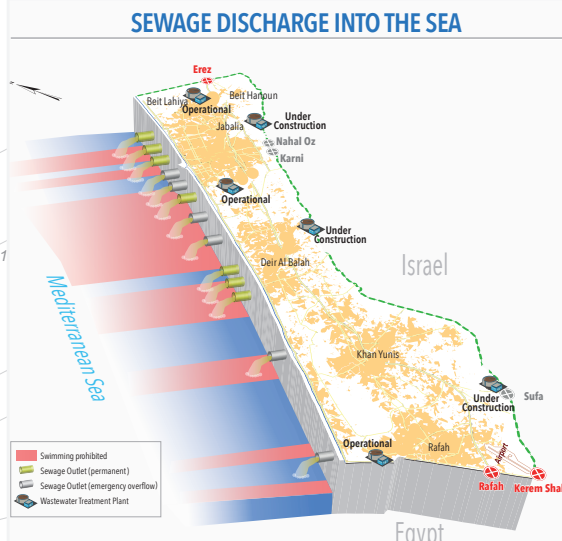 SEWAGE DISCHARGE INTO THE SEA
Erez
Beit Lahiya
Beit Hanoun
Operational
Jabalia
Under
Construction
Nahal Oz
Karni
Operational
Under
Construction
Deir Al Balah
Israel
Mediterranean Sea
Khan Yunis
Under
Construction
Sufa
Operational
Rafah
Airport
Rafah
Kerem Shal
Egypt
Swimming prohibited
Sewage Outlet (permanent)
Sewage Outlet (emergency overflow)
Wastewater Treatment Plant
1